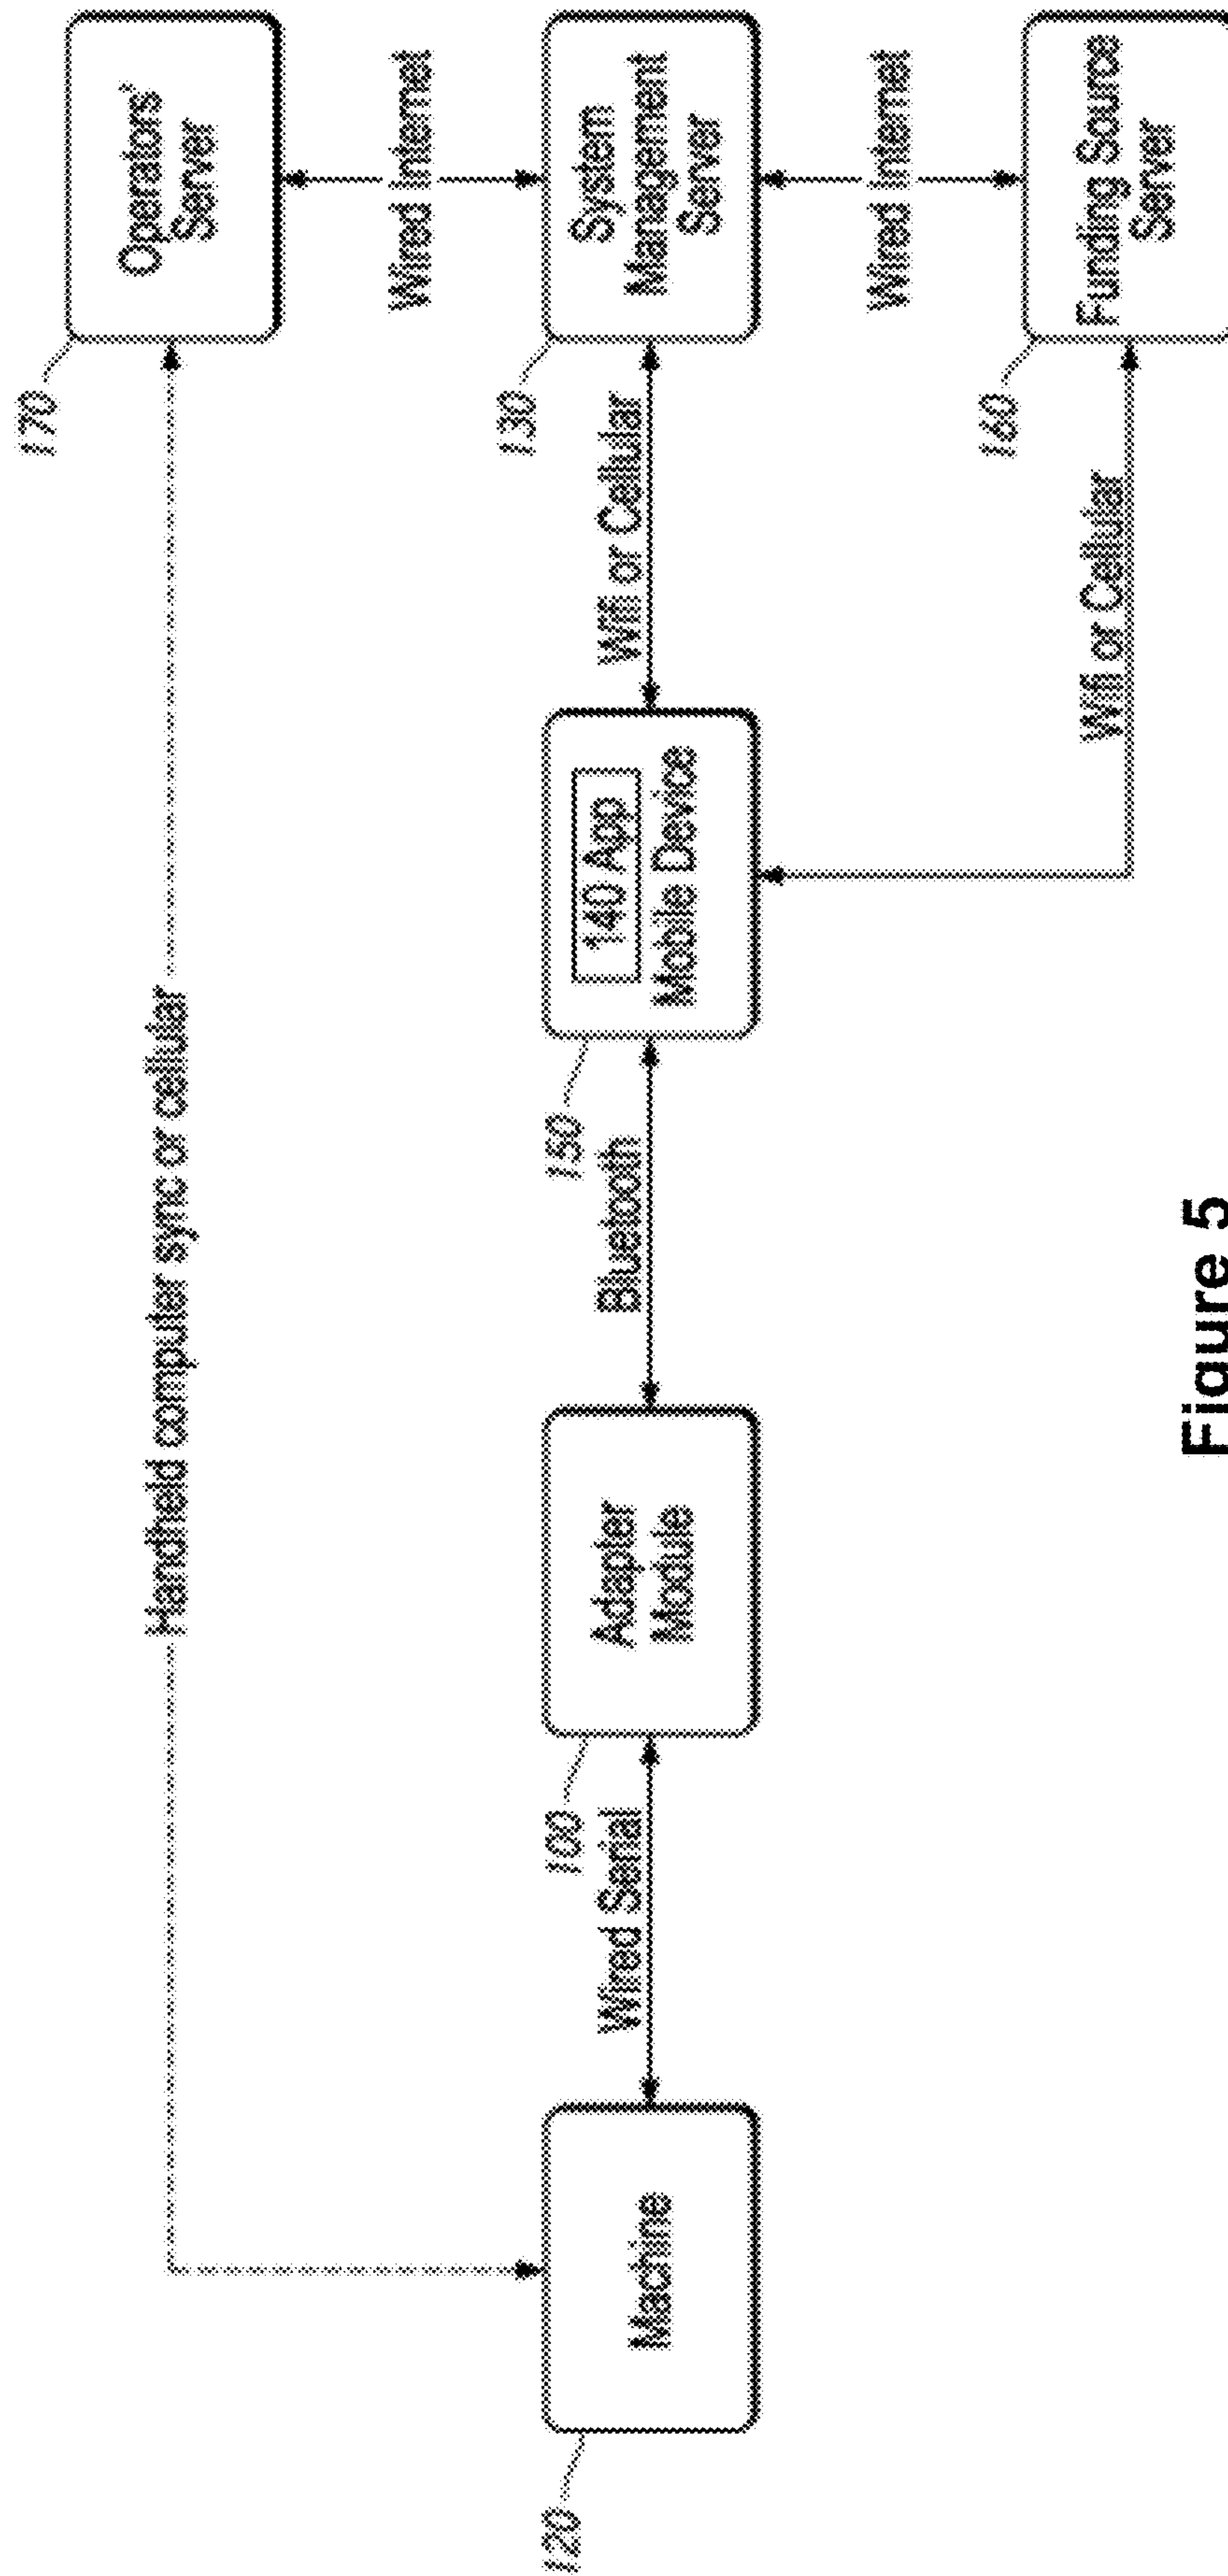 170
Operators'
Server
Handheld computer sync or cellular
Wired Internet
120
Machine
Wired Serial
100
Adapter
Module
Bluetooth
150
140 App
Mobile Device
Wifi or Cellular
130
System
Management
Server
Wired Internet
Wifi or Cellular
160
Funding Source
Server
Figure 5